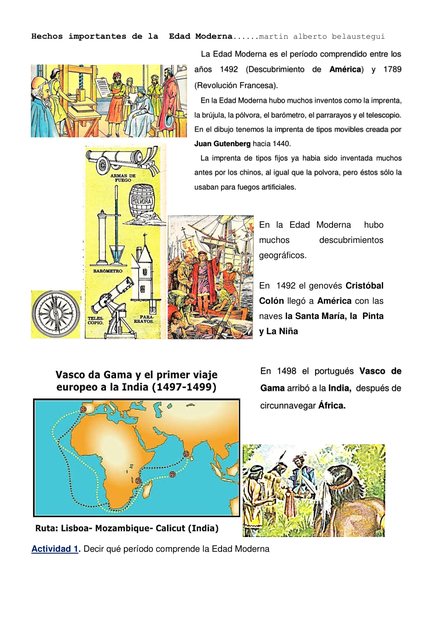 Hechos importantes de la Edad Moderna......martin alberto belaustegui
La Edad Moderna es el período comprendido entre los
años 1492 (Descubrimiento de América) y 1789
(Revolución Francesa).
En la Edad Moderna hubo muchos inventos como la imprenta,
la brújula, la pólvora, el barómetro, el parrarayos y el telescopio.
En el dibujo tenemos la imprenta de tipos movibles creada por
Juan Gutenberg hacia 1440.
La imprenta de tipos fijos ya habia sido inventada muchos
antes por los chinos, al igual que la polvora, pero éstos sólo la
usaban para fuegos artificiales.
ARMAS DE
FUEGO
PÓLVORA
BARÓMETRO
TELES-
COPIO.
PARA-
RRAYOS.
En la Edad Moderna hubo
muchos descubrimientos
geográficos.
En 1492 el genovés Cristóbal
Colón llegó a América con las
naves la Santa María, la Pinta
y La Niña
Vasco da Gama y el primer viaje
europeo a la India (1497-1499)
En 1498 el portugués Vasco de
Gama arribó a la India, después de
circunnavegar África.
Ruta: Lisboa- Mozambique- Calicut (India)
Actividad 1. Decir qué período comprende la Edad Moderna